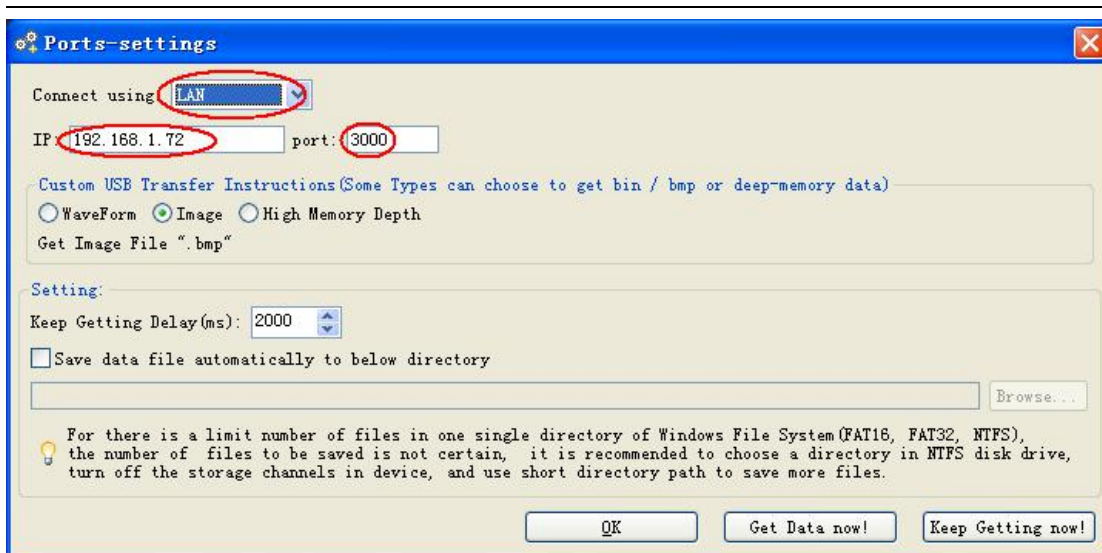 Ports-settings
Connect using LAN
IP: 192.168.1.72 port: 3000
Custom USB Transfer Instructions(Some Types can choose to get bin / bmp or deep-memory data)
WaveForm Image High Memory Depth
Get Image File ".bmp"
Setting:
Keep Getting Delay(ms): 2000
Save data file automatically to below directory
Browse...
For there is a limit number of files in one single directory of Windows File System(FAT16, FAT32, NTFS),
the number of files to be saved is not certain, it is recommended to choose a directory in NTFS disk drive,
turn off the storage channels in device, and use short directory path to save more files.
OK Get Data now! Keep Getting now!